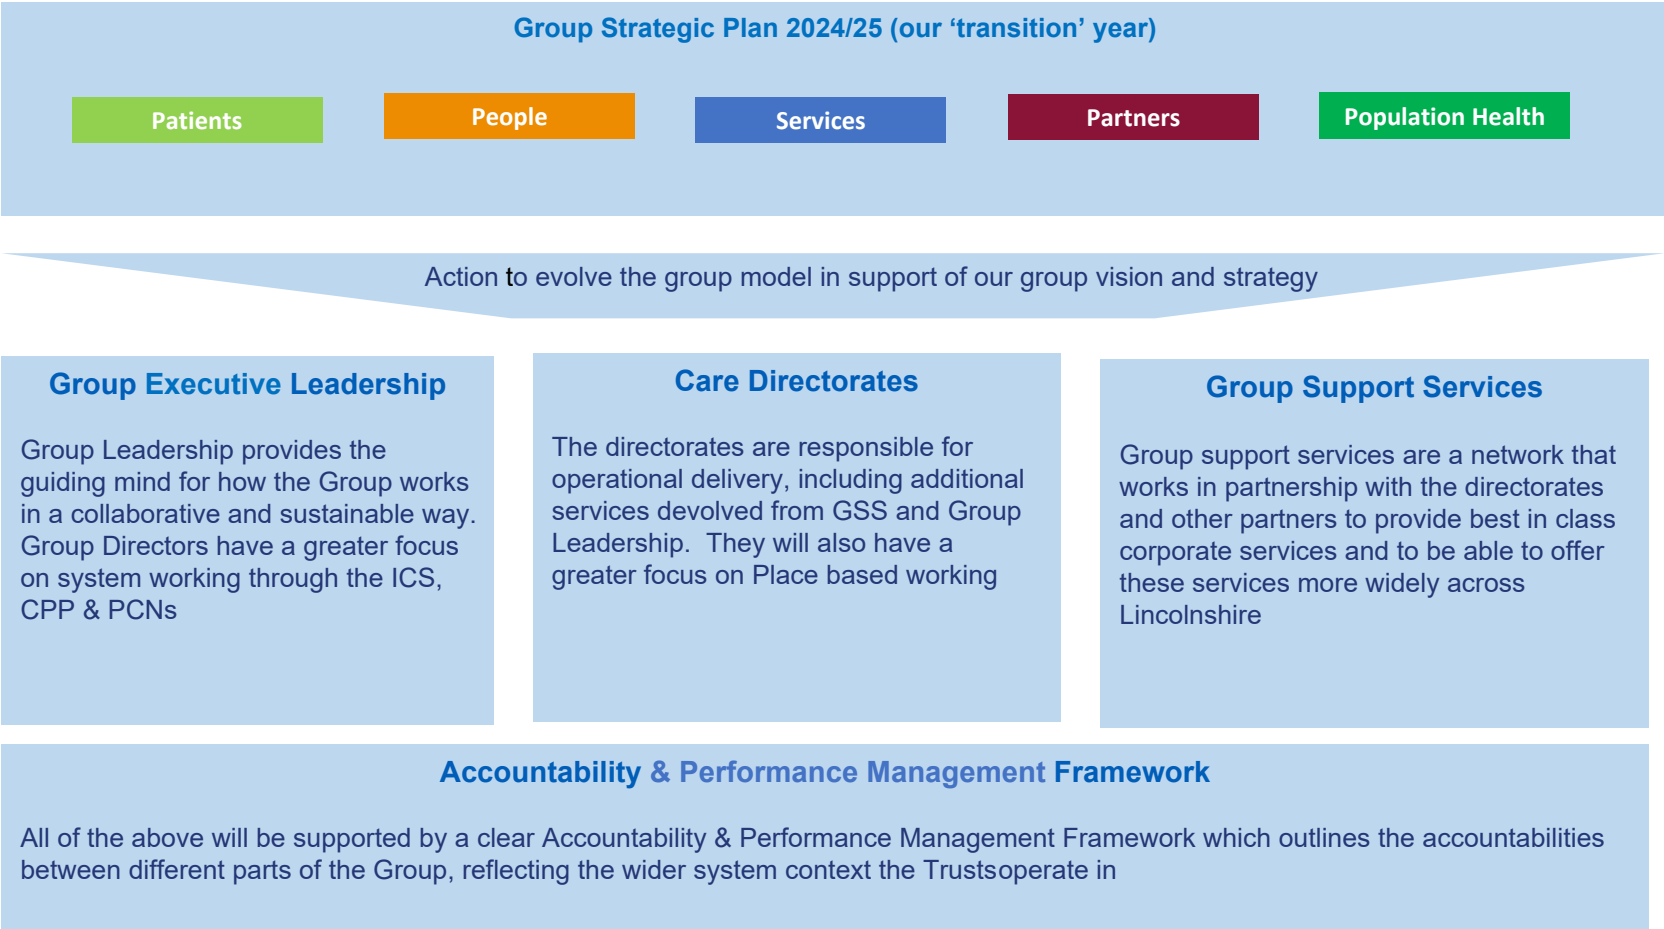 Group Strategic Plan 2024/25 (our ‘transition’ year)
Patients
People
Services
Partners
Population Health
Action to evolve the group model in support of our group vision and strategy
Group Executive Leadership
Group Leadership provides the
guiding mind for how the Group works
in a collaborative and sustainable way.
Group Directors have a greater focus
on system working through the ICS,
CPP & PCNs
Care Directorates
The directorates are responsible for
operational delivery, including additional
services devolved from GSS and Group
Leadership.  They will also have a
greater focus on Place based working
Group Support Services
Group support services are a network that
works in partnership with the directorates
and other partners to provide best in class
corporate services and to be able to offer
these services more widely across
Lincolnshire
Accountability & Performance Management Framework
All of the above will be supported by a clear Accountability & Performance Management Framework which outlines the accountabilities
between different parts of the Group, reflecting the wider system context the Trustsoperate in